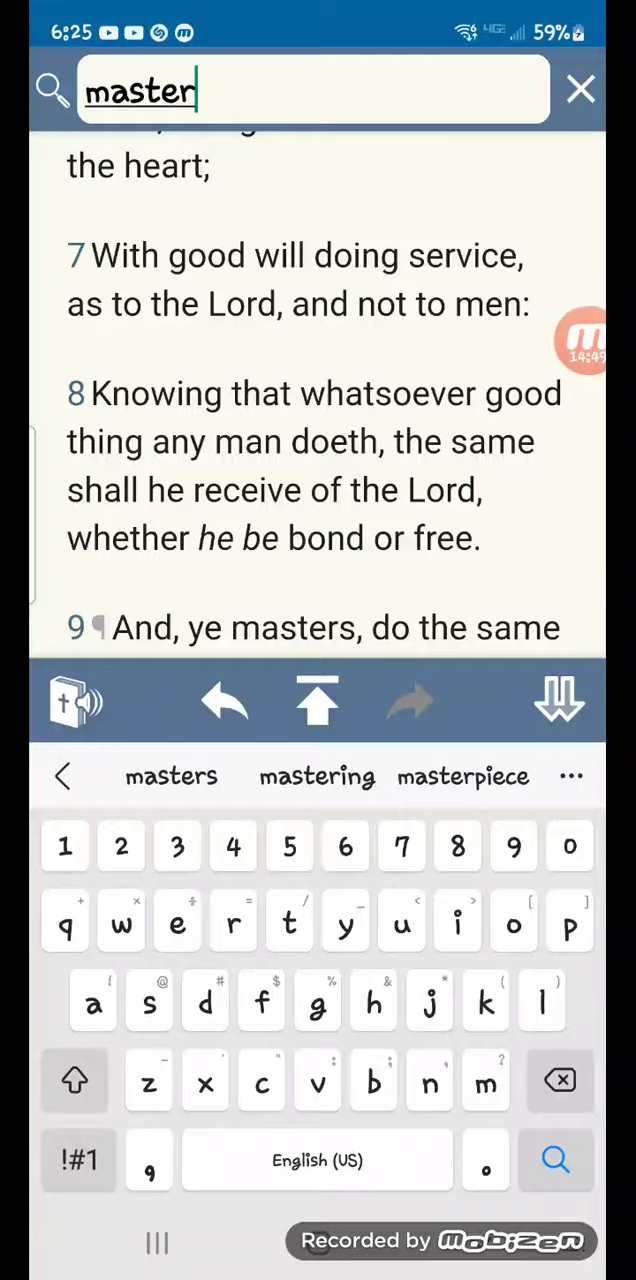 6:25 4GE 59%
master
the heart;
7 With good will doing service,
as to the Lord, and not to men:
14:49
8 Knowing that whatsoever good
thing any man doeth, the same
shall he receive of the Lord,
whether he be bond or free.
9 ¶ And, ye masters, do the same
masters mastering masterpiece ...
1 2 3 4 5 6 7 8 9 0
+ × ÷ = / _ < > [ ]
q w e r t y u i o p
! @ # $ % & * ( )
a s d f g h j k l
- ' " : ; , ?
z x c v b n m
!#1 , English (US) .
Recorded by mobizen